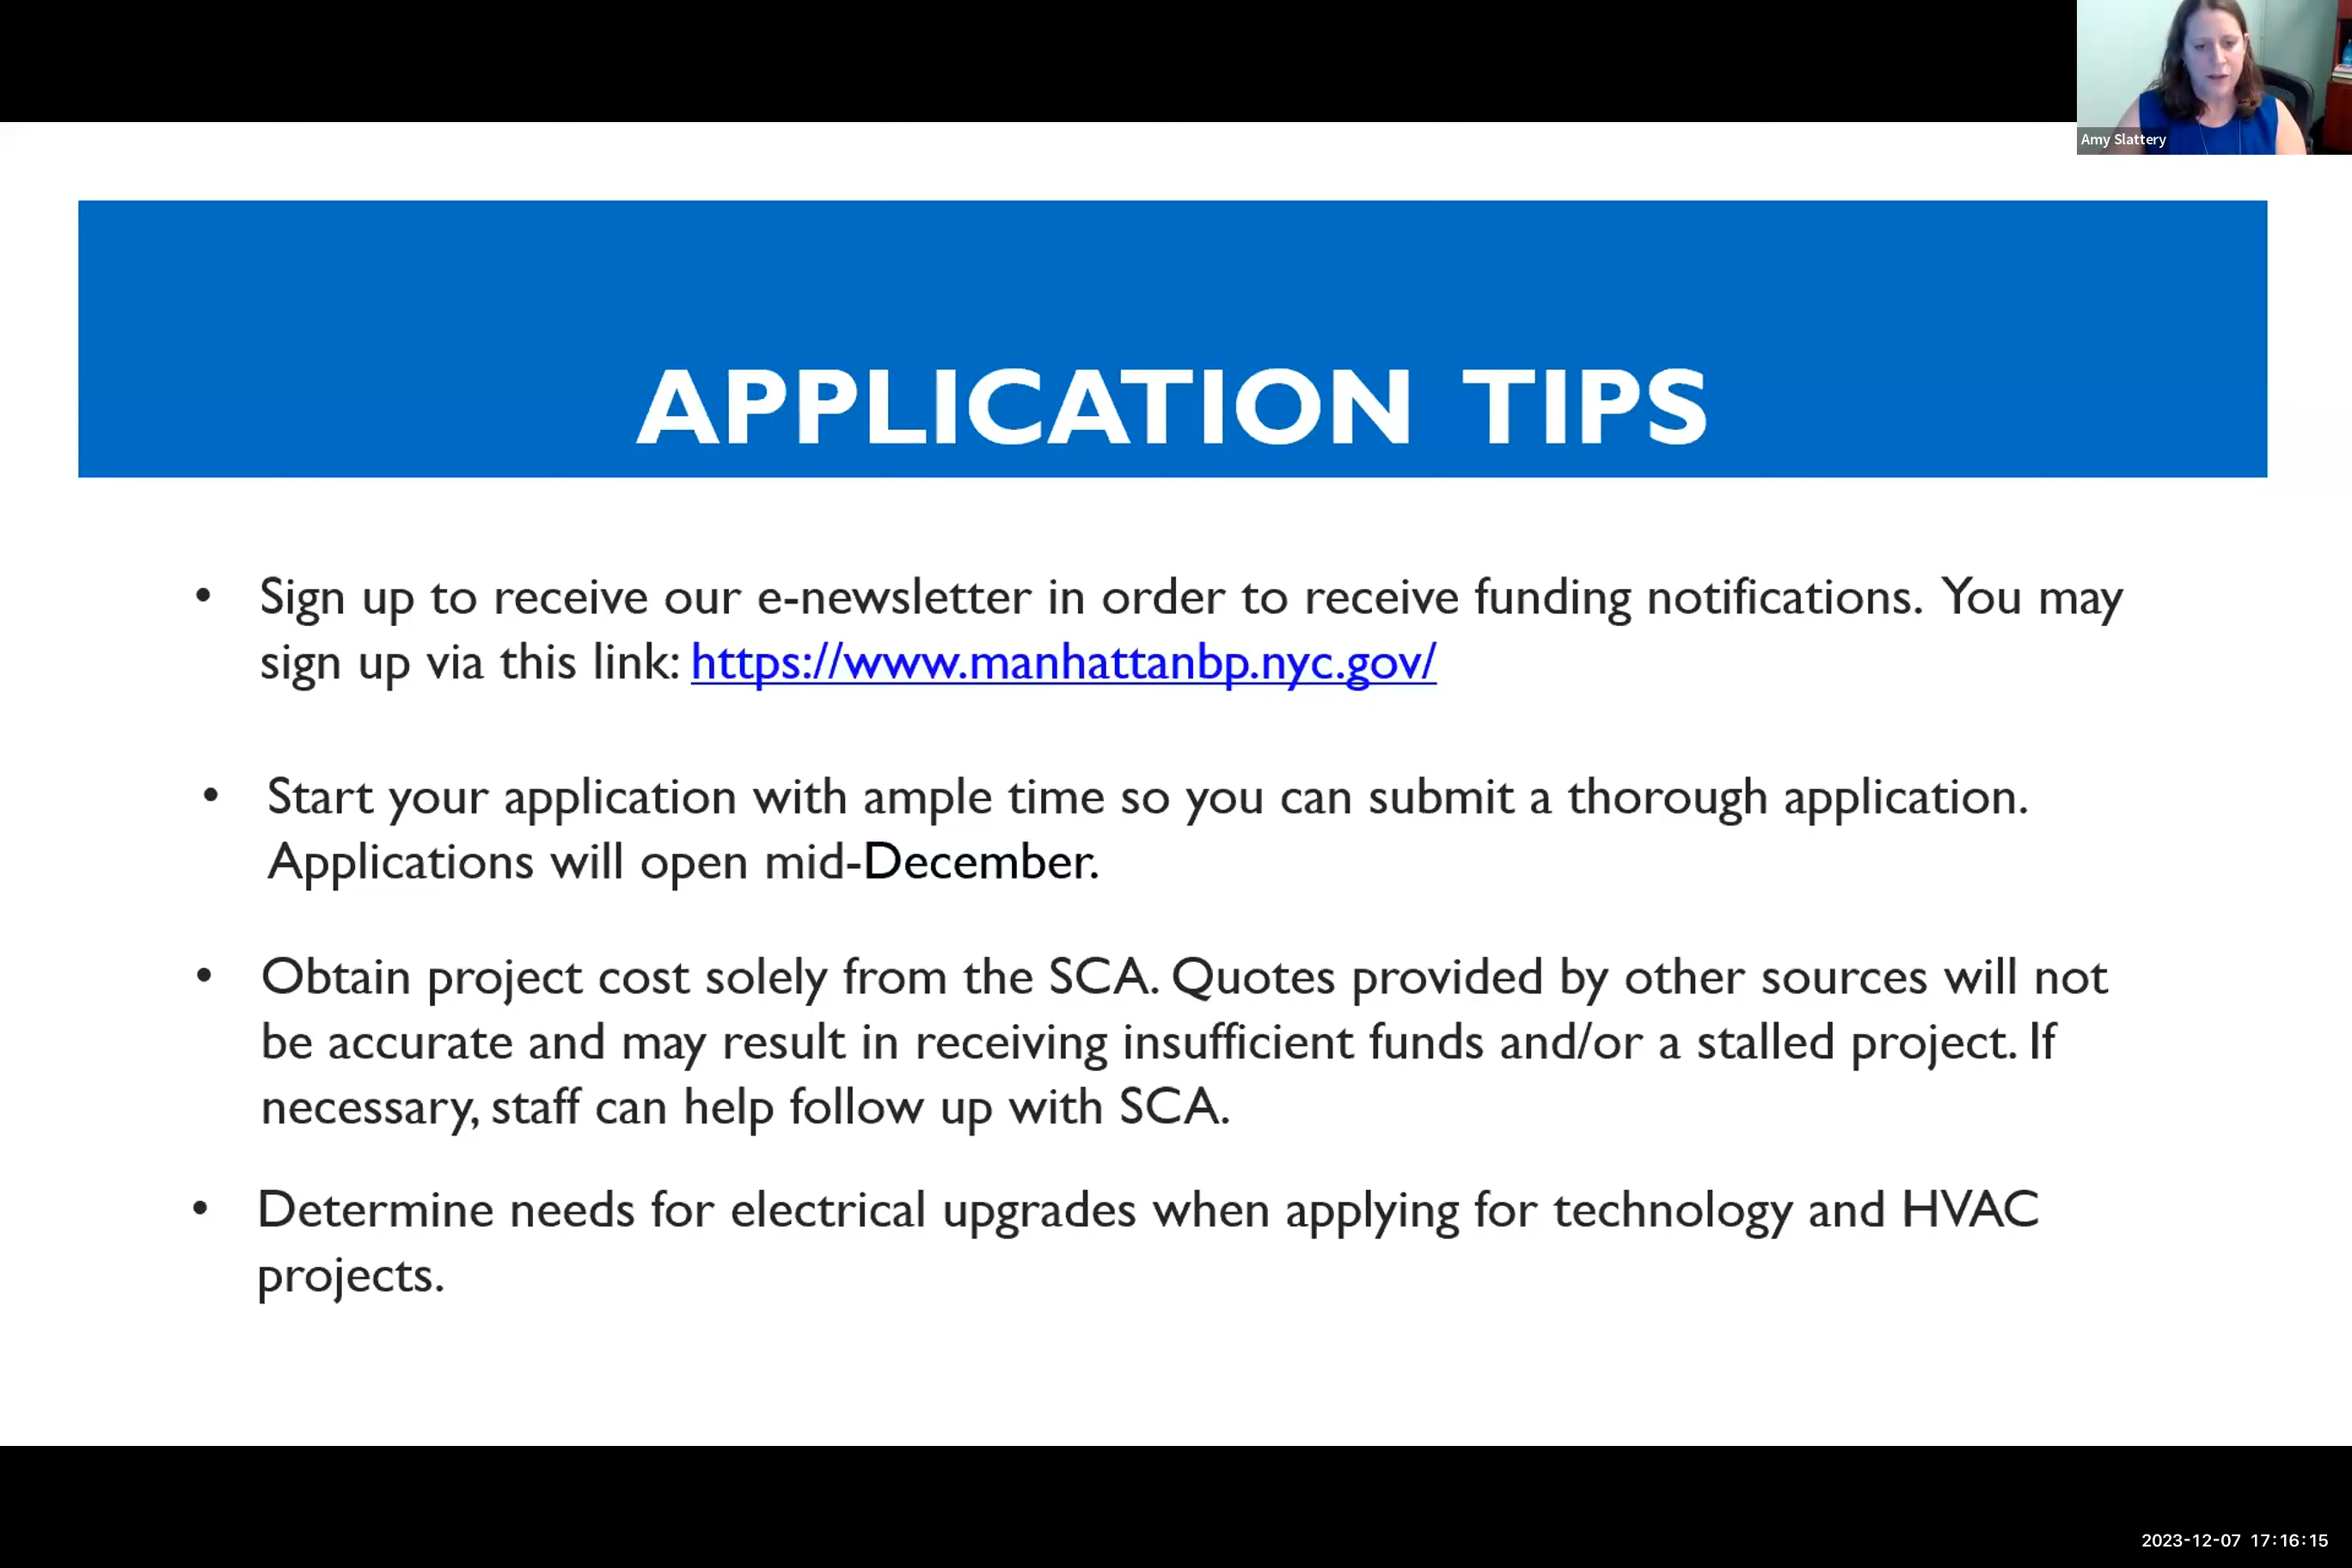 Amy Slattery
APPLICATION TIPS
• Sign up to receive our e-newsletter in order to receive funding notifications. You may
sign up via this link: https://www.manhattanbp.nyc.gov/
• Start your application with ample time so you can submit a thorough application.
Applications will open mid-December.
• Obtain project cost solely from the SCA. Quotes provided by other sources will not
be accurate and may result in receiving insufficient funds and/or a stalled project. If
necessary, staff can help follow up with SCA.
• Determine needs for electrical upgrades when applying for technology and HVAC
projects.
2023-12-07 17:16:15